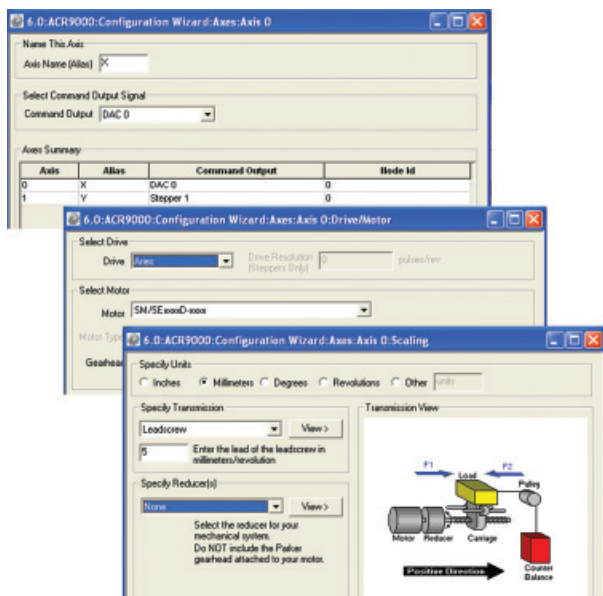 6.0:ACR9000:Configuration Wizard:Axes:Axis 0
Name This Axis
Axis Name (Alias) X
Select Command Output Signal
Command Output DAC 0
Axes Summary
Axis Alias Command Output Node Id
0 X DAC 0 0
1 Y Stepper 1 0
6.0:ACR9000:Configuration Wizard:Axes:Axis 0:Drive/Motor
Select Drive
Drive Aries Drive Resolution (Steppers Only) 0 pulses/rev
Select Motor
Motor SM/SExxxxD-xxxx
Motor Type
Gearhead
6.0:ACR9000:Configuration Wizard:Axes:Axis 0:Scaling
Specify Units
Inches Millimeters Degrees Revolutions Other units
Specify Transmission
Leadscrew View >
5 Enter the lead of the leadscrew in
millimeters/revolution
Specify Reducer(s)
None View >
Select the reducer for your
mechanical system.
Do NOT include the Parker
gearhead attached to your motor.
Transmission View
F1 Load F2
Pulley
Motor Reducer Carriage
Positive Direction
Counter
Balance